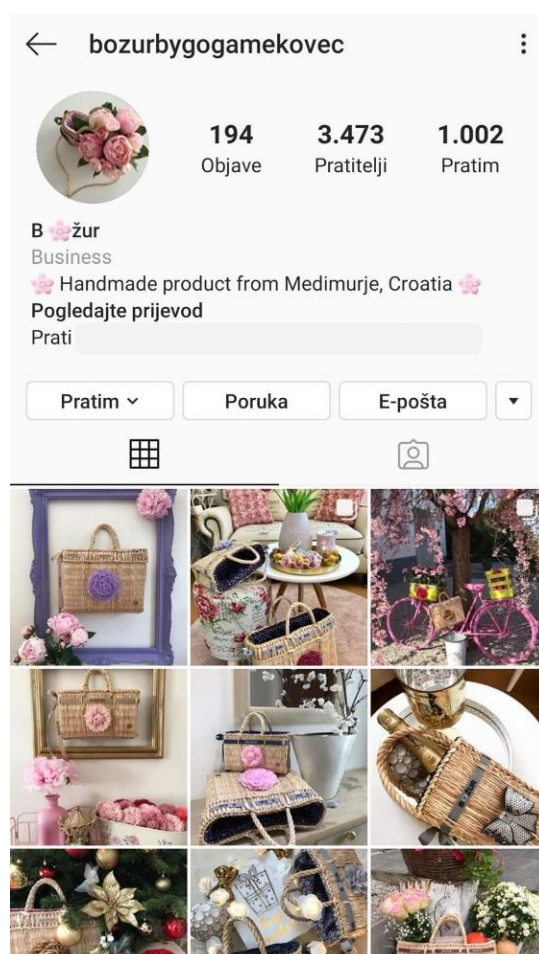 bozurbygogamekovec
194 3.473 1.002
Objave Pratitelji Pratim
B 🌸žur
Business
🌸 Handmade product from Medimurje, Croatia 🌸
Pogledajte prijevod
Prati
Pratim Poruka E-pošta